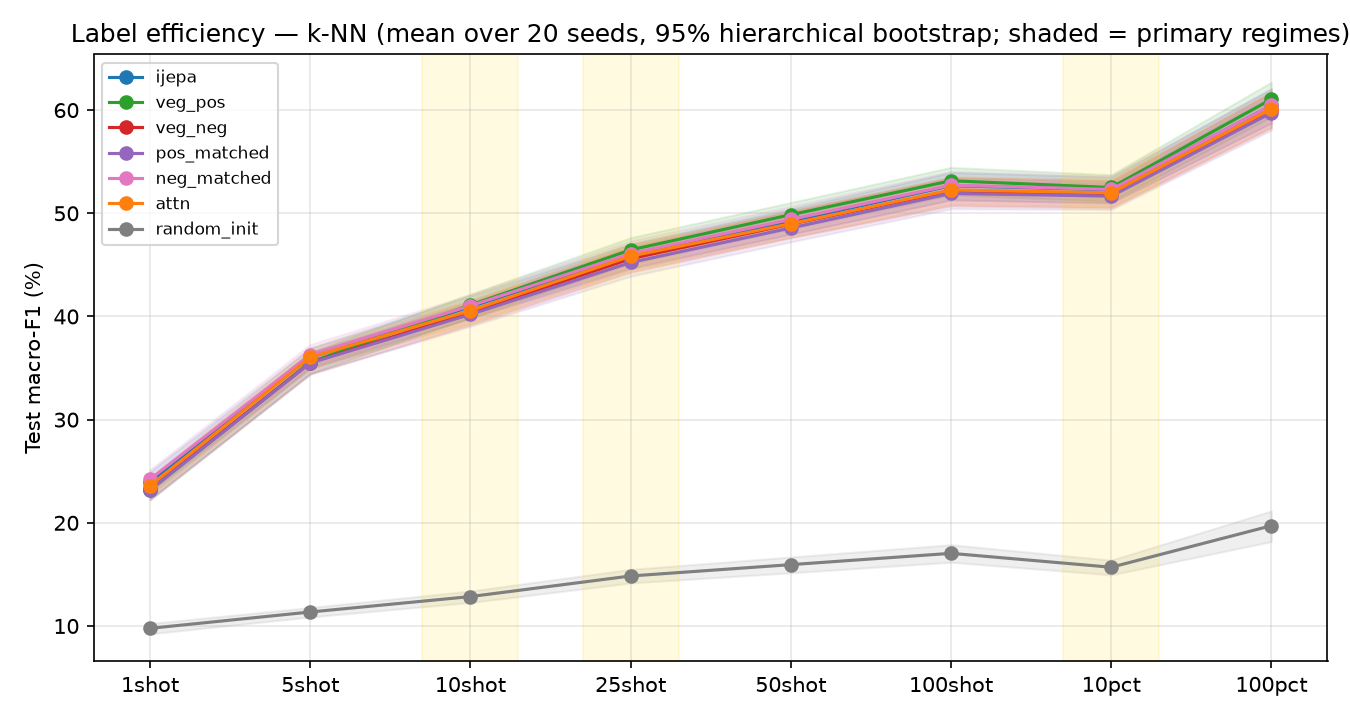 Label efficiency — k-NN (mean over 20 seeds, 95% hierarchical bootstrap; shaded = primary regimes)
ijepa
veg_pos
veg_neg
pos_matched
neg_matched
attn
random_init
Test macro-F1 (%)
60
50
40
30
20
10
1shot 5shot 10shot 25shot 50shot 100shot 10pct 100pct